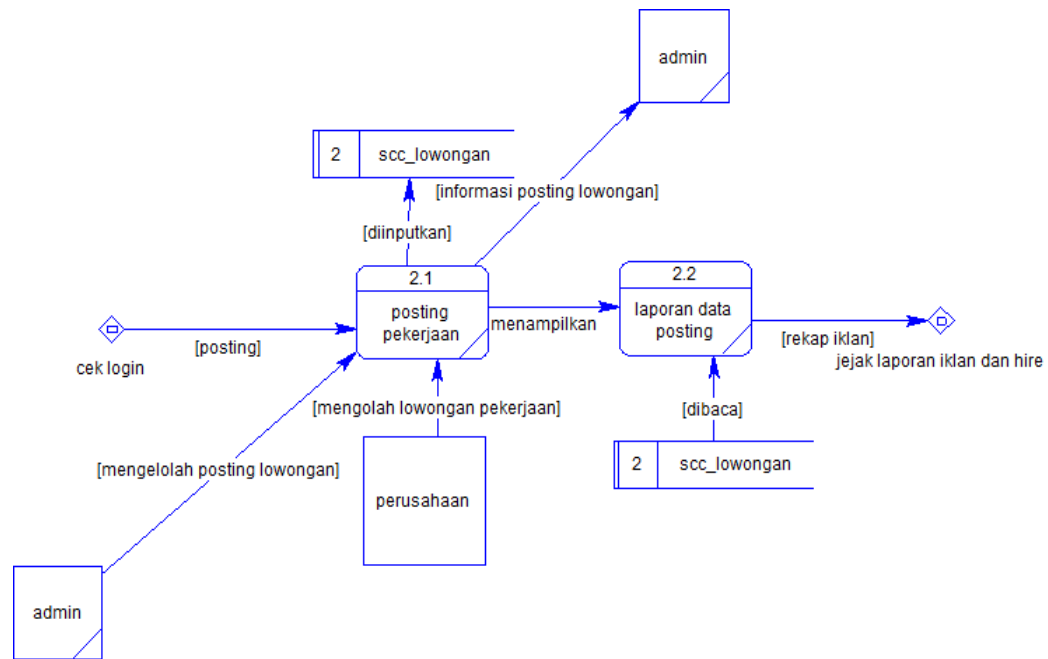 admin
2 scc_lowongan
[informasi posting lowongan]
[diinputkan]
2.1
posting
pekerjaan
2.2
laporan data
posting
menampilkan
[posting]
cek login
[rekap iklan]
jejak laporan iklan dan hire
[mengolah lowongan pekerjaan]
[dibaca]
[mengelolah posting lowongan]
2 scc_lowongan
perusahaan
admin